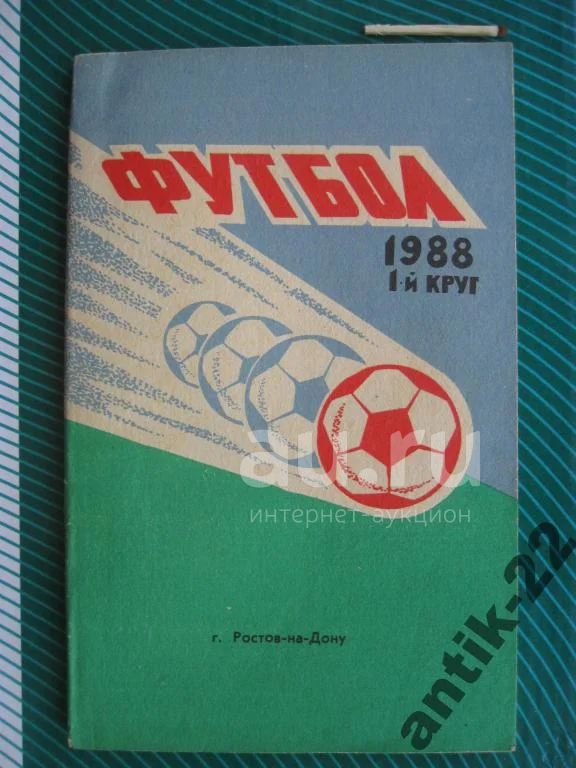 ФУТБОЛ
1988
1-й КРУГ
au.ru
интернет-аукцион
г. Ростов-на-Дону
antik-22